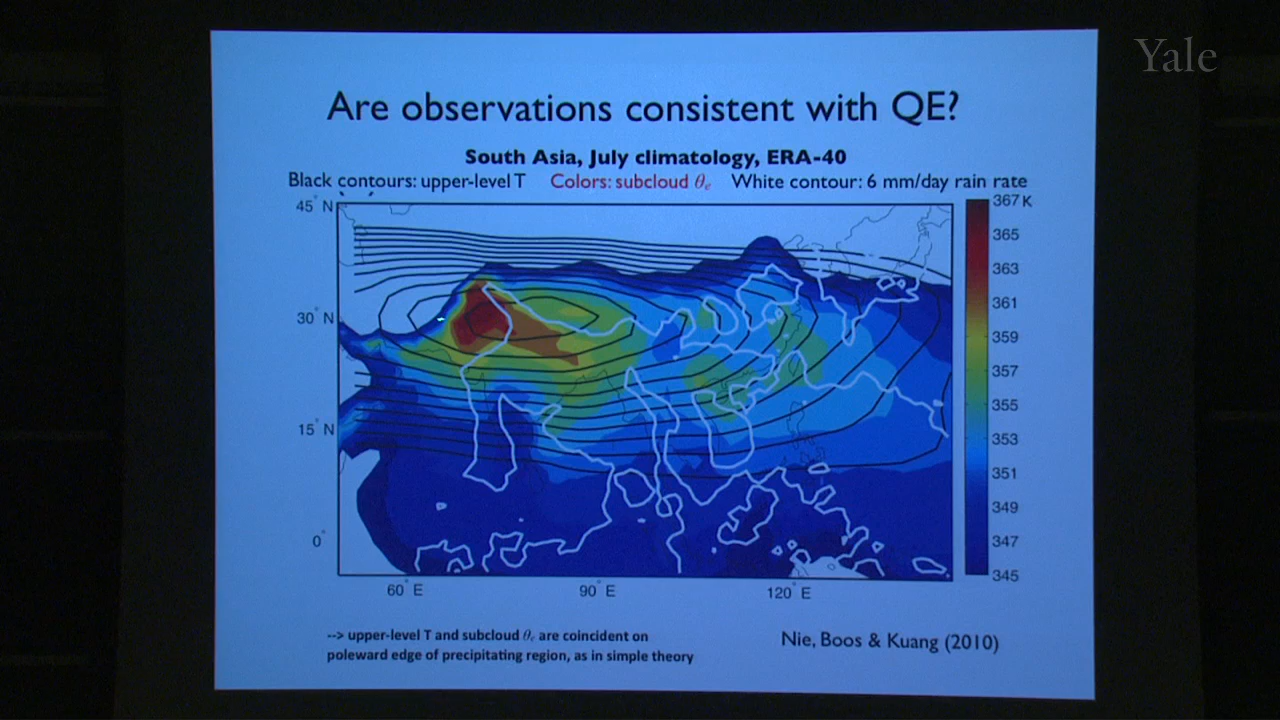 Yale
Are observations consistent with QE?
South Asia, July climatology, ERA-40
Black contours: upper-level T Colors: subcloud θe White contour: 6 mm/day rain rate
45° N
30° N
15° N
0°
60° E
90° E
120° E
367 K
365
363
361
359
357
355
353
351
349
347
345
--> upper-level T and subcloud θe are coincident on
poleward edge of precipitating region, as in simple theory
Nie, Boos & Kuang (2010)